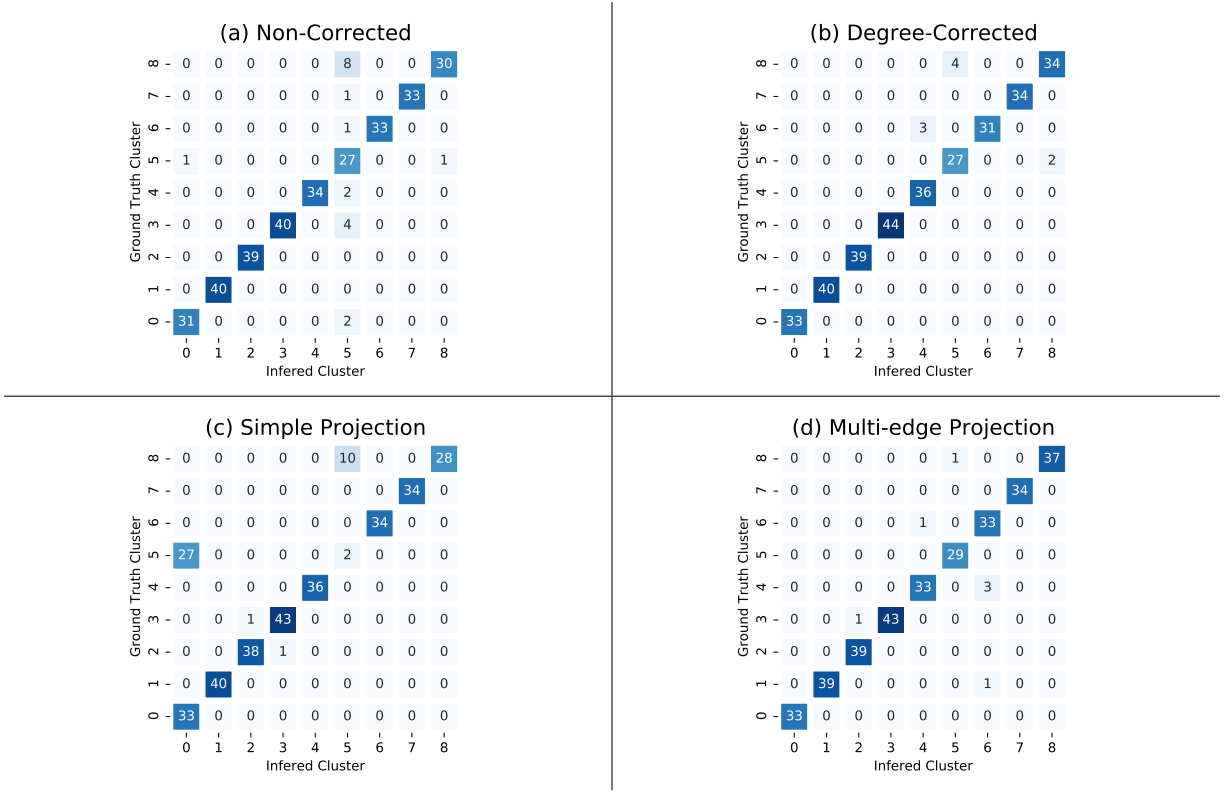 (a) Non-Corrected
8 0 0 0 0 0 8 0 0 30
7 0 0 0 0 0 1 0 33 0
6 0 0 0 0 0 1 33 0 0
5 1 0 0 0 0 27 0 0 1
4 0 0 0 0 34 2 0 0 0
3 0 0 0 40 0 4 0 0 0
2 0 0 39 0 0 0 0 0 0
1 0 40 0 0 0 0 0 0 0
0 31 0 0 0 0 2 0 0 0
0 1 2 3 4 5 6 7 8
Ground Truth Cluster
Infered Cluster
(b) Degree-Corrected
8 0 0 0 0 0 4 0 0 34
7 0 0 0 0 0 0 0 34 0
6 0 0 0 0 3 0 31 0 0
5 0 0 0 0 0 27 0 0 2
4 0 0 0 0 36 0 0 0 0
3 0 0 0 44 0 0 0 0 0
2 0 0 39 0 0 0 0 0 0
1 0 40 0 0 0 0 0 0 0
0 33 0 0 0 0 0 0 0 0
0 1 2 3 4 5 6 7 8
Ground Truth Cluster
Infered Cluster
(c) Simple Projection
8 0 0 0 0 0 10 0 0 28
7 0 0 0 0 0 0 0 34 0
6 0 0 0 0 0 0 34 0 0
5 27 0 0 0 0 2 0 0 0
4 0 0 0 0 36 0 0 0 0
3 0 0 1 43 0 0 0 0 0
2 0 0 38 1 0 0 0 0 0
1 0 40 0 0 0 0 0 0 0
0 33 0 0 0 0 0 0 0 0
0 1 2 3 4 5 6 7 8
Ground Truth Cluster
Infered Cluster
(d) Multi-edge Projection
8 0 0 0 0 0 1 0 0 37
7 0 0 0 0 0 0 0 34 0
6 0 0 0 0 1 0 33 0 0
5 0 0 0 0 0 29 0 0 0
4 0 0 0 0 33 0 3 0 0
3 0 0 1 43 0 0 0 0 0
2 0 0 39 0 0 0 0 0 0
1 0 39 0 0 0 0 1 0 0
0 33 0 0 0 0 0 0 0 0
0 1 2 3 4 5 6 7 8
Ground Truth Cluster
Infered Cluster